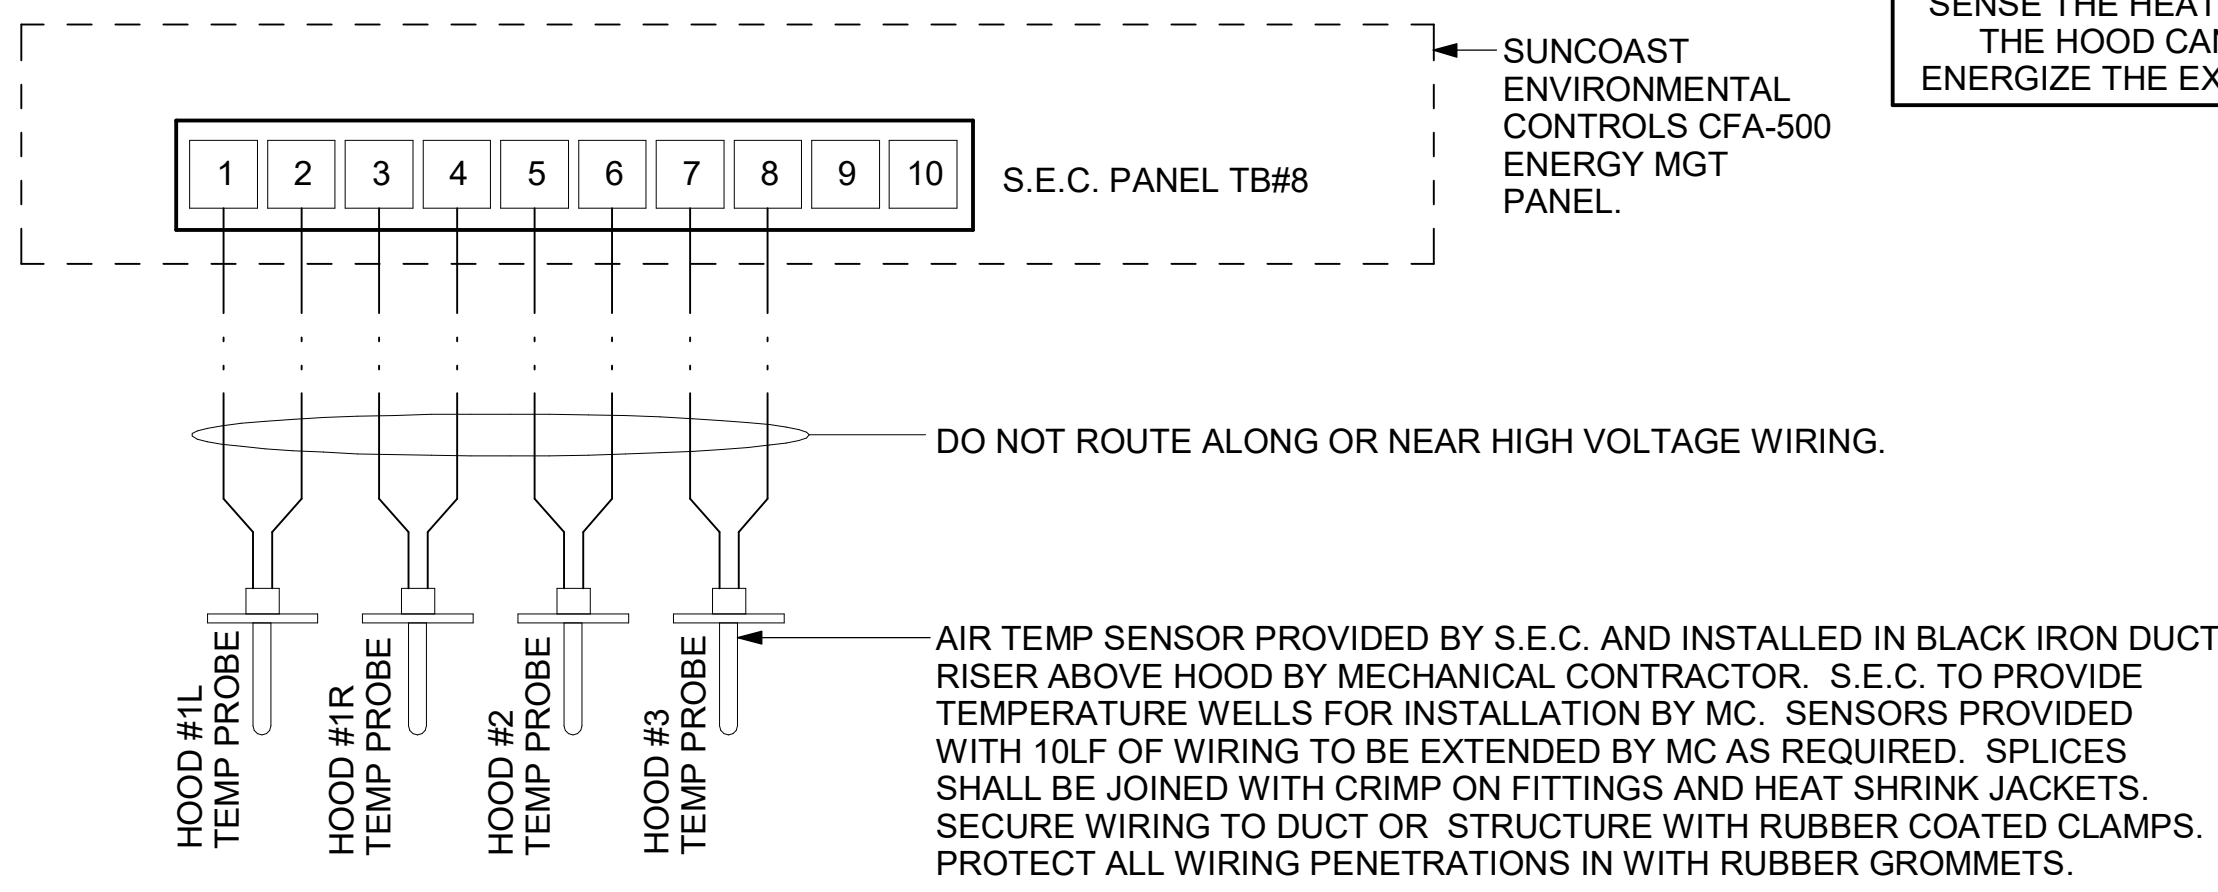 SENSE THE HEAT
THE HOOD
ENERGIZE THE
SUNCOAST
ENVIRONMENTAL
CONTROLS CFA-500
ENERGY MGT
PANEL.
1 2 3 4 5 6 7 8 9 10
S.E.C. PANEL TB#8
DO NOT ROUTE ALONG OR NEAR HIGH VOLTAGE WIRING.
HOOD #1L
TEMP PROBE
HOOD #1R
TEMP PROBE
HOOD #2
TEMP PROBE
HOOD #3
TEMP PROBE
AIR TEMP SENSOR PROVIDED BY S.E.C. AND INSTALLED IN BLACK IRON DUCT
RISER ABOVE HOOD BY MECHANICAL CONTRACTOR. S.E.C. TO PROVIDE
TEMPERATURE WELLS FOR INSTALLATION BY MC. SENSORS PROVIDED
WITH 10LF OF WIRING TO BE EXTENDED BY MC AS REQUIRED. SPLICES
SHALL BE JOINED WITH CRIMP ON FITTINGS AND HEAT SHRINK JACKETS.
SECURE WIRING TO DUCT OR STRUCTURE WITH RUBBER COATED CLAMPS.
PROTECT ALL WIRING PENETRATIONS IN WITH RUBBER GROMMETS.